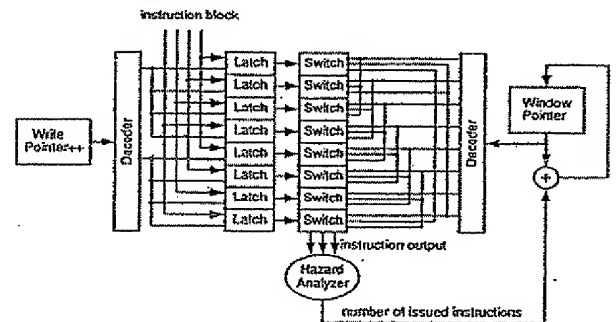 instruction block
Write
Pointer++
Decoder
Latch
Latch
Latch
Latch
Latch
Latch
Latch
Latch
Switch
Switch
Switch
Switch
Switch
Switch
Switch
Switch
Decoder
Window
Pointer
+
instruction output
Hazard
Analyzer
number of issued instructions